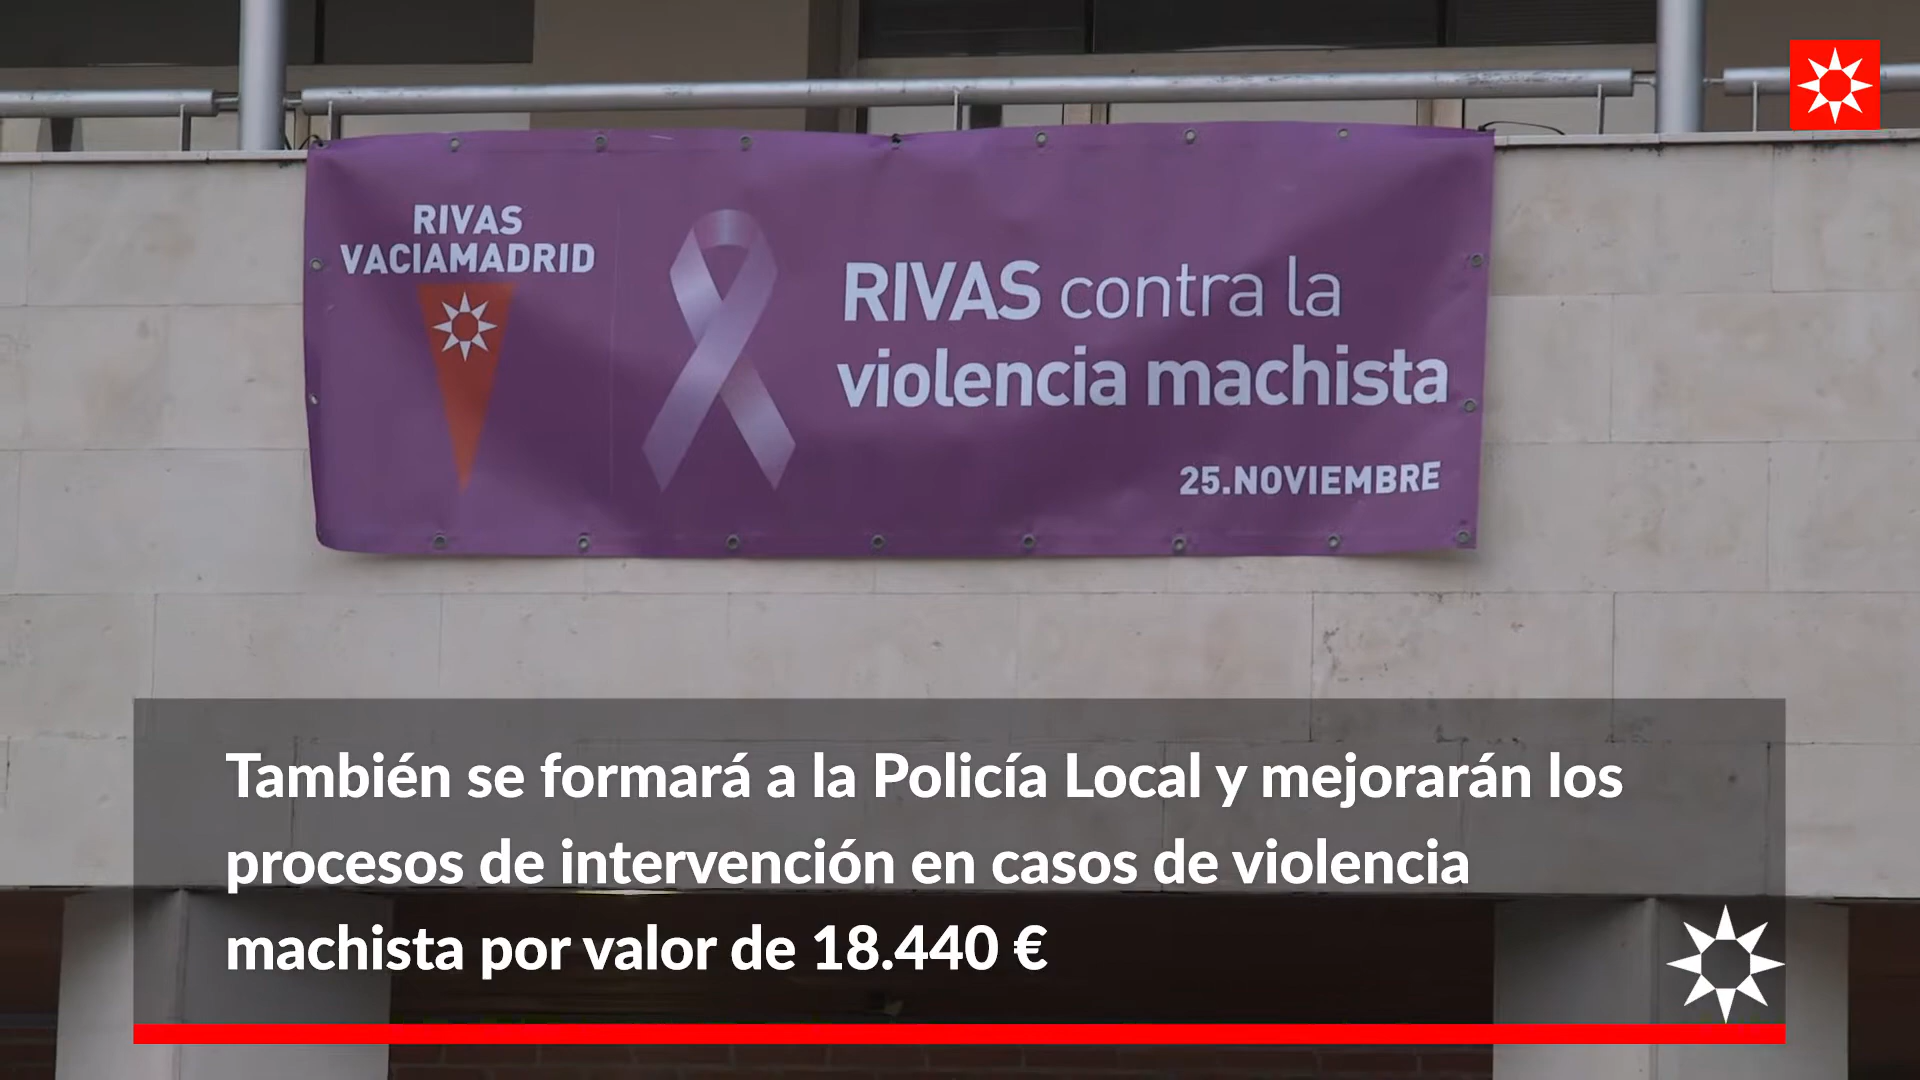 RIVAS
VACIAMADRID
RIVAS contra la
violencia machista
25.NOVIEMBRE
También se formará a la Policía Local y mejorarán los
procesos de intervención en casos de violencia
machista por valor de 18.440 €